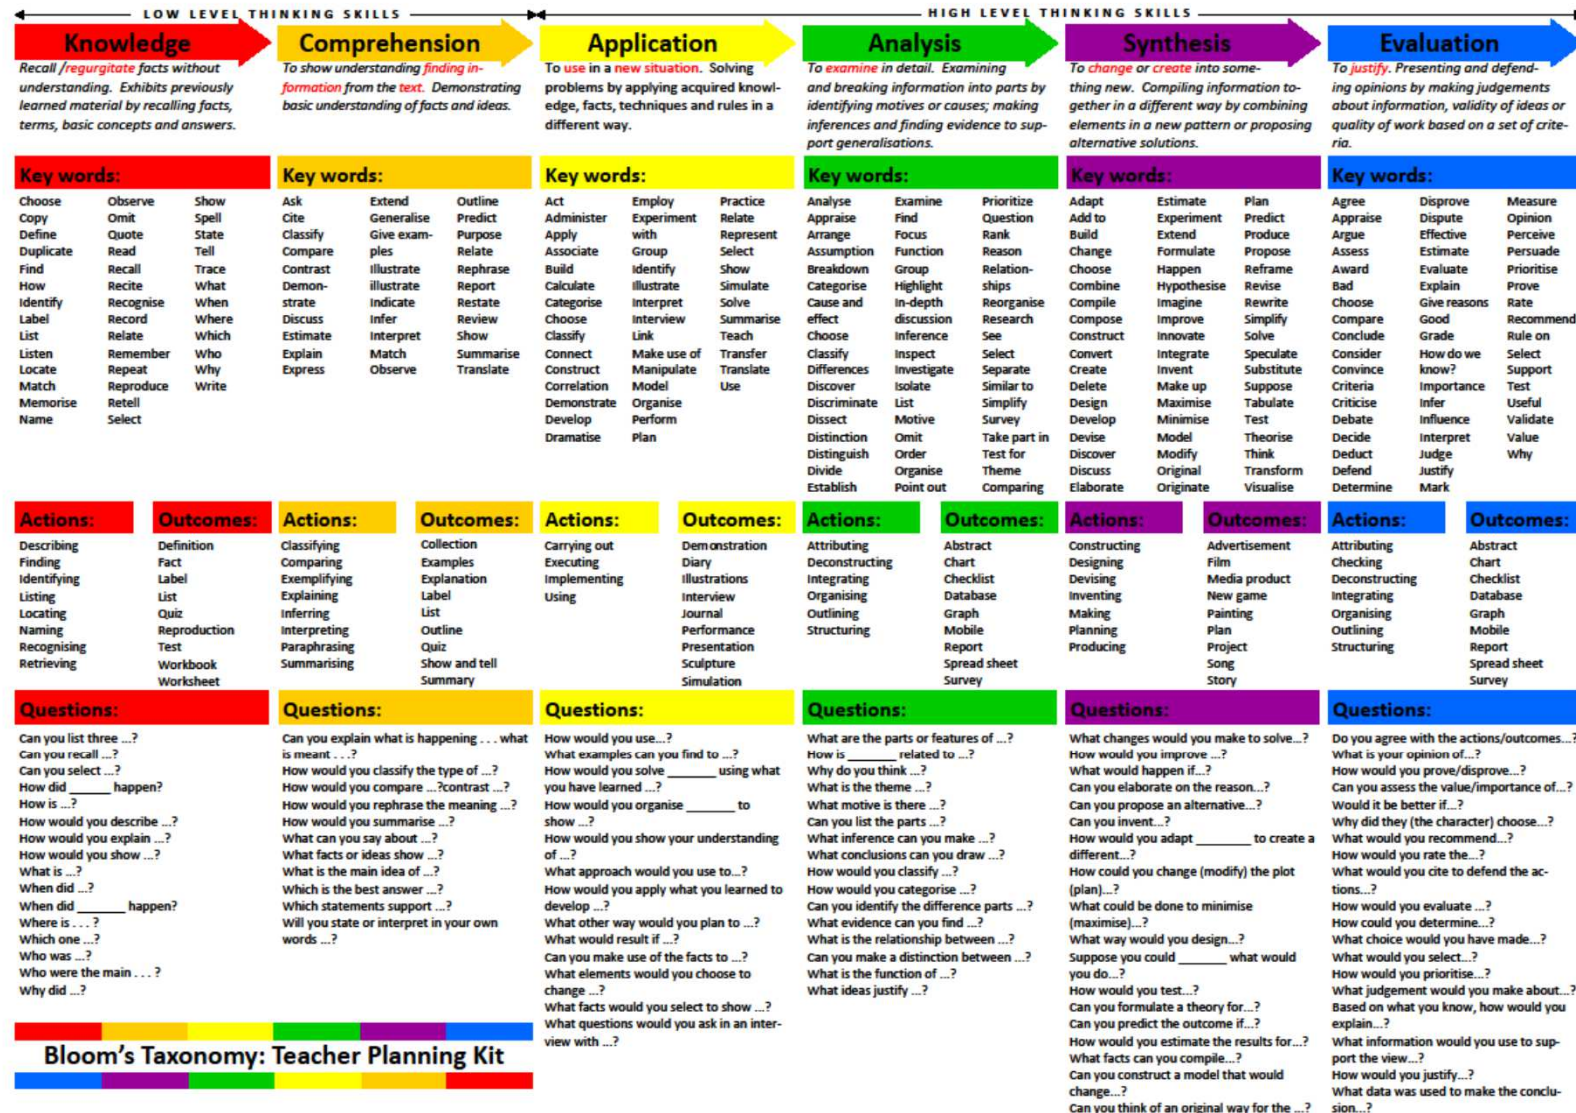 LOW LEVEL THINKING SKILLS
HIGH LEVEL THINKING SKILLS
Knowledge
Recall /regurgitate facts without
understanding. Exhibits previously
learned material by recalling facts,
terms, basic concepts and answers.
Key words:
Choose
Copy
Define
Duplicate
Find
How
Identify
Label
List
Listen
Locate
Match
Memorise
Name
Observe
Omit
Quote
Read
Recall
Recite
Recognise
Record
Relate
Remember
Repeat
Reproduce
Retell
Select
Show
Spell
State
Tell
Trace
What
When
Where
Which
Who
Why
Write
Actions:
Describing
Finding
Identifying
Listing
Locating
Naming
Recognising
Retrieving
Outcomes:
Definition
Fact
Label
List
Quiz
Reproduction
Test
Workbook
Worksheet
Questions:
Can you list three ...?
Can you recall ...?
Can you select ...?
How did ______ happen?
How is ...?
How would you describe ...?
How would you explain ...?
How would you show ...?
What is ...?
When did ...?
When did _______ happen?
Where is . . . ?
Which one ...?
Who was ...?
Who were the main . . . ?
Why did ...?
Comprehension
To show understanding finding in-
formation from the text. Demonstrating
basic understanding of facts and ideas.
Key words:
Ask
Cite
Classify
Compare
Contrast
Demon-
strate
Discuss
Estimate
Explain
Express
Extend
Generalise
Give exam-
ples
Illustrate
illustrate
Indicate
Infer
Interpret
Match
Observe
Outline
Predict
Purpose
Relate
Rephrase
Report
Restate
Review
Show
Summarise
Translate
Actions:
Classifying
Comparing
Exemplifying
Explaining
Inferring
Interpreting
Paraphrasing
Summarising
Outcomes:
Collection
Examples
Explanation
Label
List
Outline
Quiz
Show and tell
Summary
Questions:
Can you explain what is happening . . . what
is meant . . .?
How would you classify the type of ...?
How would you compare ...?contrast ...?
How would you rephrase the meaning ...?
How would you summarise ...?
What can you say about ...?
What facts or ideas show ...?
What is the main idea of ...?
Which is the best answer ...?
Which statements support ...?
Will you state or interpret in your own
words ...?
Application
To use in a new situation. Solving
problems by applying acquired knowl-
edge, facts, techniques and rules in a
different way.
Key words:
Act
Administer
Apply
Associate
Build
Calculate
Categorise
Choose
Classify
Connect
Construct
Correlation
Demonstrate
Develop
Dramatise
Employ
Experiment
with
Group
Identify
Illustrate
Interpret
Interview
Link
Make use of
Manipulate
Model
Organise
Perform
Plan
Practice
Relate
Represent
Select
Show
Simulate
Solve
Summarise
Teach
Transfer
Translate
Use
Actions:
Carrying out
Executing
Implementing
Using
Outcomes:
Demonstration
Diary
Illustrations
Interview
Journal
Performance
Presentation
Sculpture
Simulation
Questions:
How would you use...?
What examples can you find to ...?
How would you solve _______ using what
you have learned ...?
How would you organise _______ to
show ...?
How would you show your understanding
of ...?
What approach would you use to...?
How would you apply what you learned to
develop ...?
What other way would you plan to ...?
What would result if ...?
Can you make use of the facts to ...?
What elements would you choose to
change ...?
What facts would you select to show ...?
What questions would you ask in an inter-
view with ...?
Analysis
To examine in detail. Examining
and breaking information into parts by
identifying motives or causes; making
inferences and finding evidence to sup-
port generalisations.
Key words:
Analyse
Appraise
Arrange
Assumption
Breakdown
Categorise
Cause and
effect
Choose
Classify
Differences
Discover
Discriminate
Dissect
Distinction
Distinguish
Divide
Establish
Examine
Find
Focus
Function
Group
Highlight
In-depth
discussion
Inference
Inspect
Investigate
Isolate
List
Motive
Omit
Order
Organise
Point out
Prioritize
Question
Rank
Reason
Relation-
ships
Reorganise
Research
See
Select
Separate
Similar to
Simplify
Survey
Take part in
Test for
Theme
Comparing
Actions:
Attributing
Deconstructing
Integrating
Organising
Outlining
Structuring
Outcomes:
Abstract
Chart
Checklist
Database
Graph
Mobile
Report
Spread sheet
Survey
Questions:
What are the parts or features of ...?
How is _______ related to ...?
Why do you think ...?
What is the theme ...?
What motive is there ...?
Can you list the parts ...?
What inference can you make ...?
What conclusions can you draw ...?
How would you classify ...?
How would you categorise ...?
Can you identify the difference parts ...?
What evidence can you find ...?
What is the relationship between ...?
Can you make a distinction between ...?
What is the function of ...?
What ideas justify ...?
Synthesis
To change or create into some-
thing new. Compiling information to-
gether in a different way by combining
elements in a new pattern or proposing
alternative solutions.
Key words:
Adapt
Add to
Build
Change
Choose
Combine
Compile
Compose
Construct
Convert
Create
Delete
Design
Develop
Devise
Discover
Discuss
Elaborate
Estimate
Experiment
Extend
Formulate
Happen
Hypothesise
Imagine
Improve
Innovate
Integrate
Invent
Make up
Maximise
Minimise
Model
Modify
Original
Originate
Plan
Predict
Produce
Propose
Reframe
Revise
Rewrite
Simplify
Solve
Speculate
Substitute
Suppose
Tabulate
Test
Theorise
Think
Transform
Visualise
Actions:
Constructing
Designing
Devising
Inventing
Making
Planning
Producing
Outcomes:
Advertisement
Film
Media product
New game
Painting
Plan
Project
Song
Story
Questions:
What changes would you make to solve...?
How would you improve ...?
What would happen if...?
Can you elaborate on the reason...?
Can you propose an alternative...?
Can you invent...?
How would you adapt ________ to create a
different...?
How could you change (modify) the plot
(plan)...?
What could be done to minimise
(maximise)...?
What way would you design...?
Suppose you could _______ what would
you do...?
How would you test...?
Can you formulate a theory for...?
Can you predict the outcome if...?
How would you estimate the results for...?
What facts can you compile...?
Can you construct a model that would
change...?
Can you think of an original way for the ...?
Evaluation
To justify. Presenting and defend-
ing opinions by making judgements
about information, validity of ideas or
quality of work based on a set of crite-
ria.
Key words:
Agree
Appraise
Argue
Assess
Award
Bad
Choose
Compare
Conclude
Consider
Convince
Criteria
Criticise
Debate
Decide
Deduct
Defend
Determine
Disprove
Dispute
Effective
Estimate
Evaluate
Explain
Give reasons
Good
Grade
How do we
know?
Importance
Infer
Influence
Interpret
Judge
Justify
Mark
Measure
Opinion
Perceive
Persuade
Prioritise
Prove
Rate
Recommend
Rule on
Select
Support
Test
Useful
Validate
Value
Why
Actions:
Attributing
Checking
Deconstructing
Integrating
Organising
Outlining
Structuring
Outcomes:
Abstract
Chart
Checklist
Database
Graph
Mobile
Report
Spread sheet
Survey
Questions:
Do you agree with the actions/outcomes...?
What is your opinion of...?
How would you prove/disprove...?
Can you assess the value/importance of...?
Would it be better if...?
Why did they (the character) choose...?
What would you recommend...?
How would you rate the...?
What would you cite to defend the ac-
tions...?
How would you evaluate ...?
How could you determine...?
What choice would you have made...?
What would you select...?
How would you prioritise...?
What judgement would you make about...?
Based on what you know, how would you
explain...?
What information would you use to sup-
port the view...?
How would you justify...?
What data was used to make the conclu-
sion...?
Bloom's Taxonomy: Teacher Planning Kit